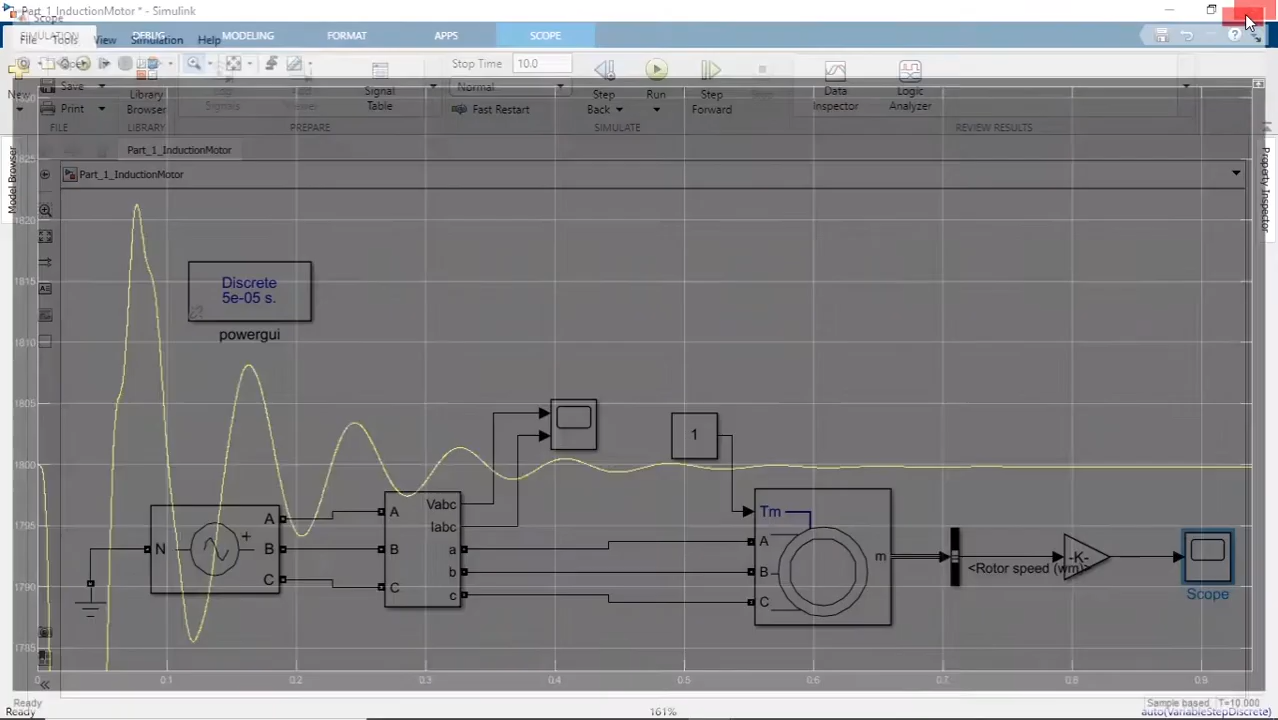 Part_1_InductionMotor * - Simulink
Scope
SIMULATION DEBUG MODELING FORMAT APPS SCOPE
File Tools View Simulation Help
Stop Time 10.0
New
Save
Print
Library
Browser
Signal
Table
Normal
Fast Restart
Step
Back
Run
Step
Forward
Data
Inspector
Logic
Analyzer
FILE LIBRARY PREPARE SIMULATE REVIEW RESULTS
Part_1_InductionMotor
Part_1_InductionMotor
Model Browser
Property Inspector
1825
1820
1815
1810
1805
1800
1795
1790
1785
Discrete
5e-05 s.
powergui
1
N
+
A
B
C
A
B
C
Vabc
Iabc
a
b
c
Tm
A
B
C
m
<Rotor speed (wm)>
-K-
Scope
0 0.1 0.2 0.3 0.4 0.5 0.6 0.7 0.8 0.9
Ready
Sample based T=10.000
Ready
161%
auto(VariableStepDiscrete)